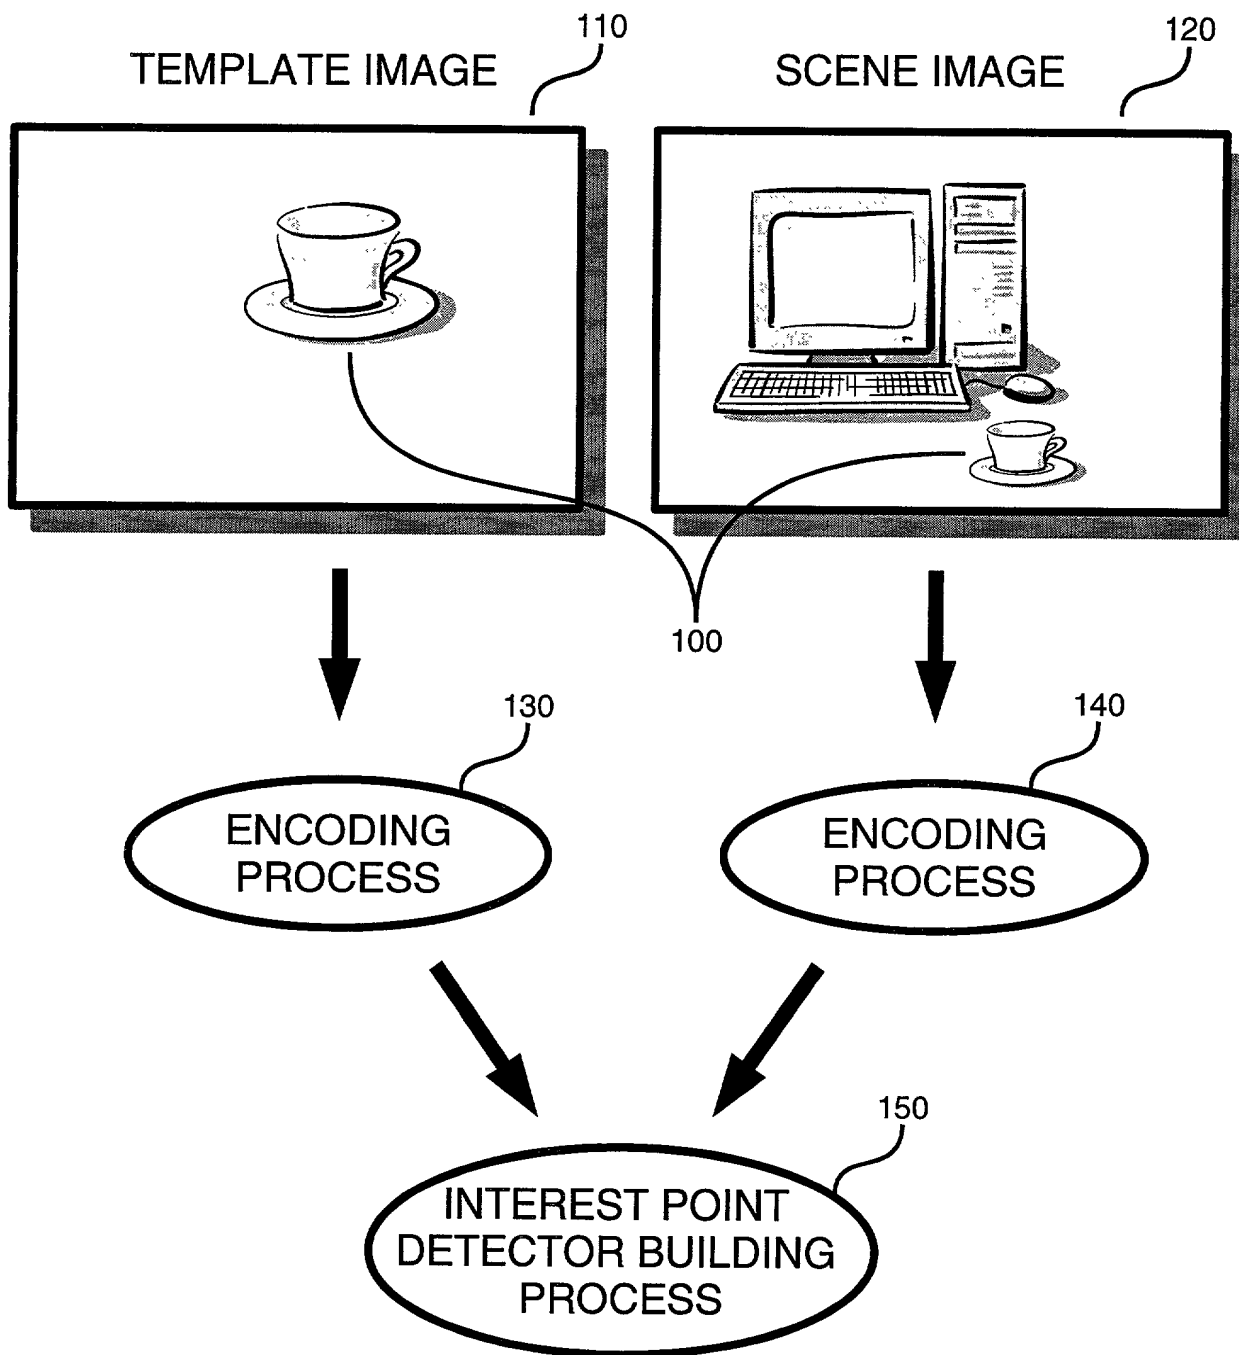 110
TEMPLATE IMAGE
120
SCENE IMAGE
100
130
ENCODING
PROCESS
140
ENCODING
PROCESS
150
INTEREST POINT
DETECTOR BUILDING
PROCESS